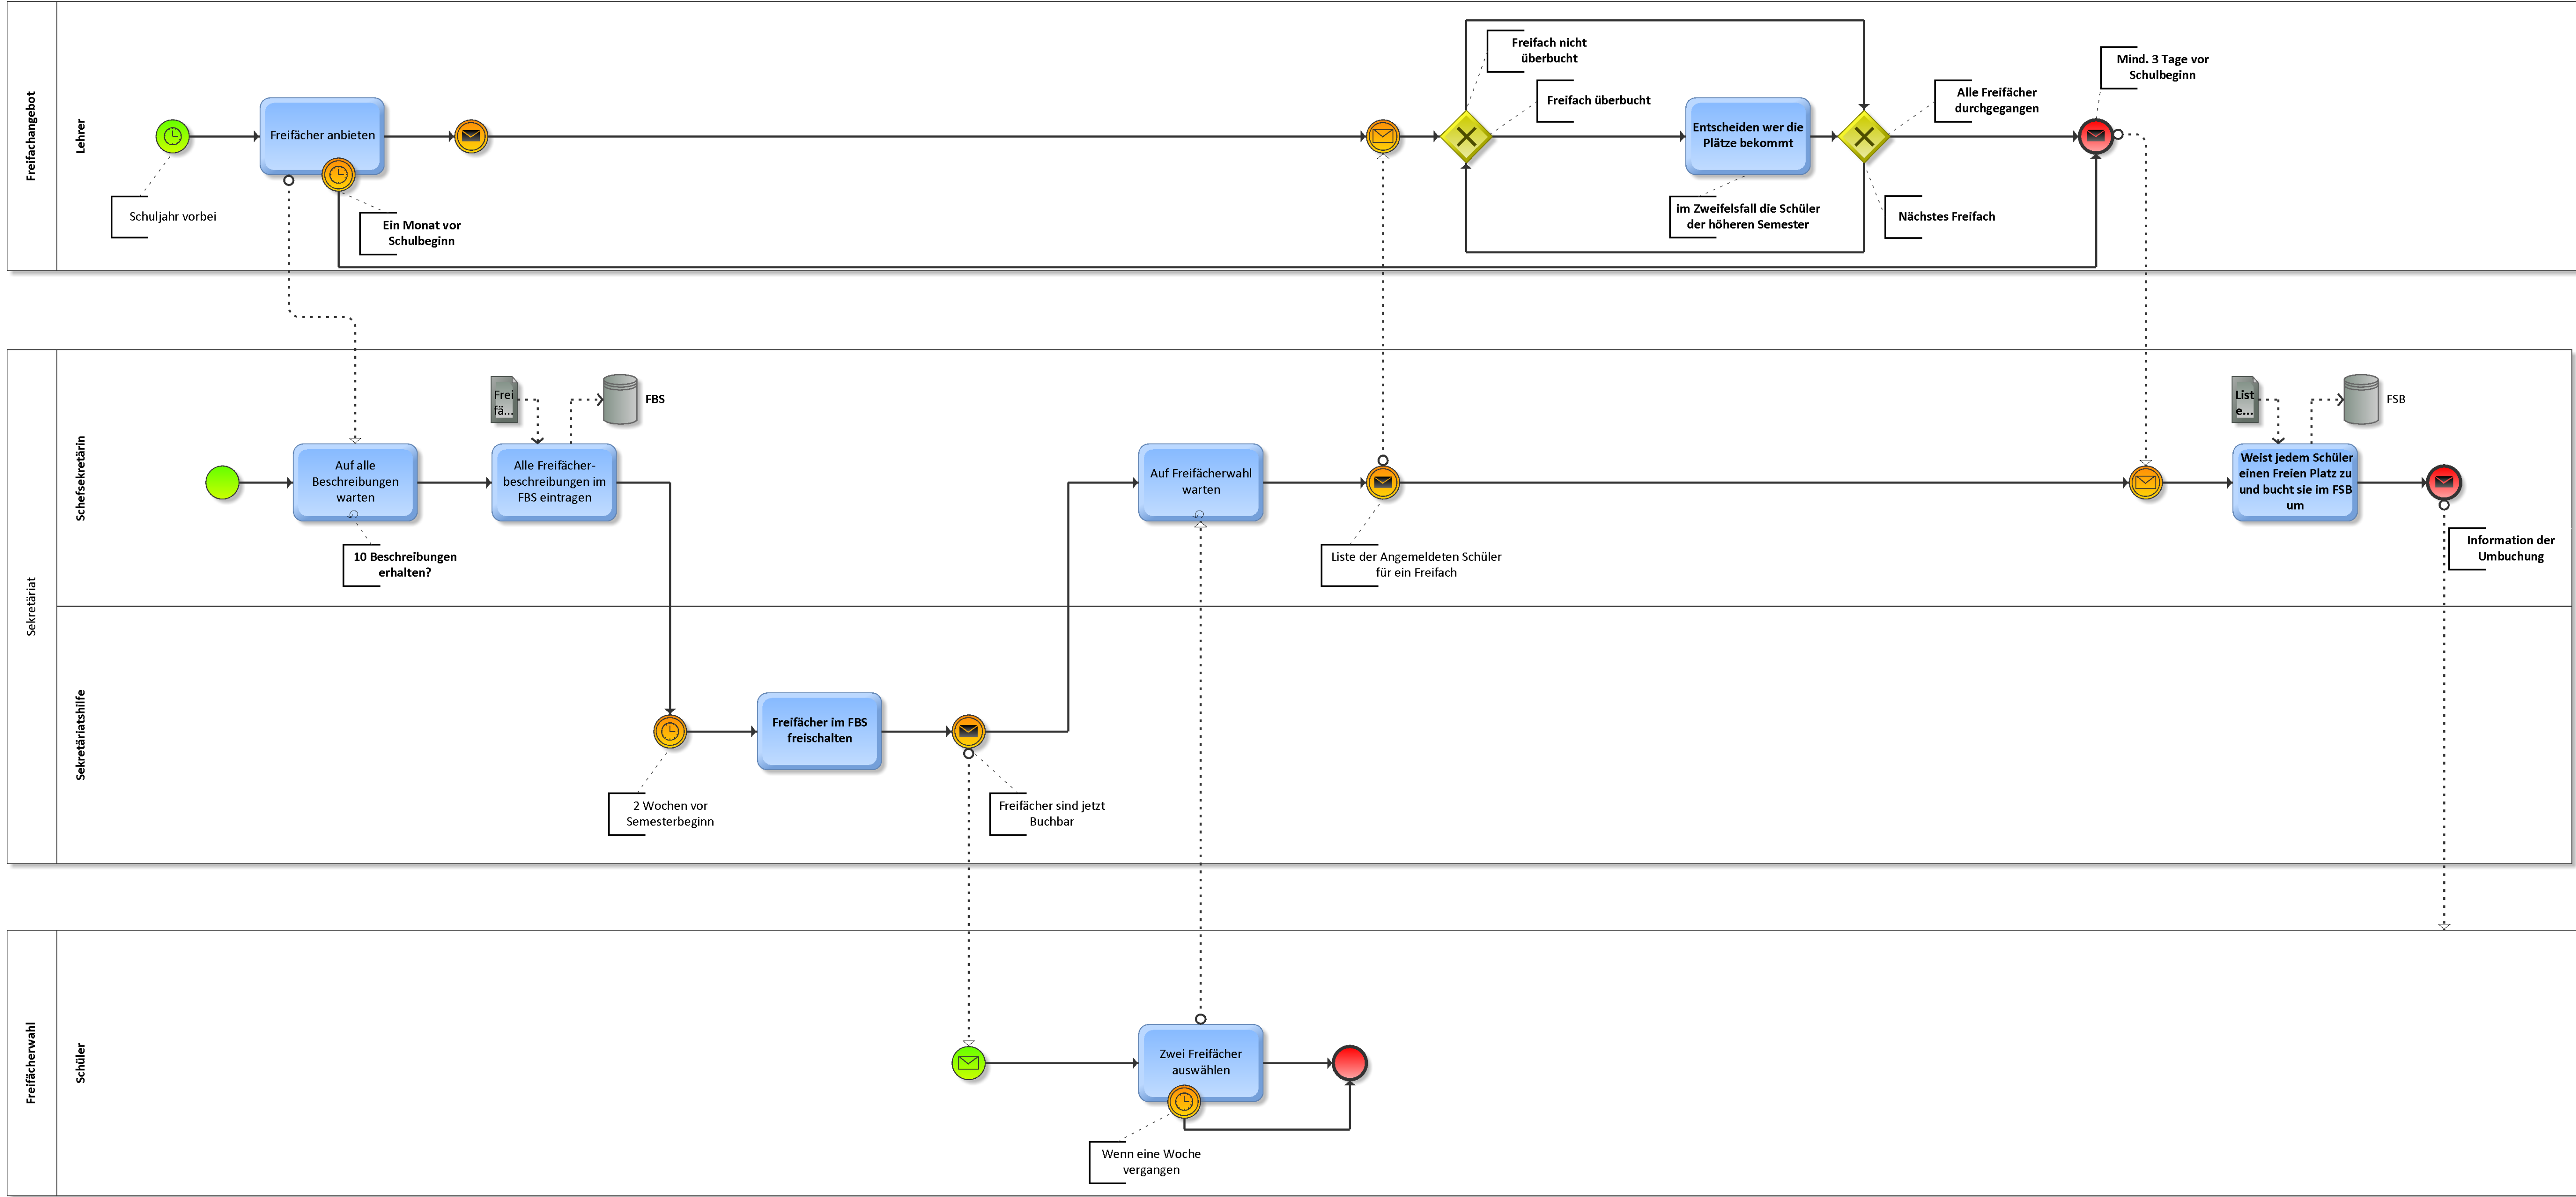 Freifachangebot
Lehrer
Schuljahr vorbei
Freifächer anbieten
Ein Monat vor
Schulbeginn
Freifach nicht
überbucht
Freifach überbucht
Entscheiden wer die
Plätze bekommt
im Zweifelsfall die Schüler
der höheren Semester
Alle Freifächer
durchgegangen
Nächstes Freifach
Mind. 3 Tage vor
Schulbeginn
Sekretäriat
Schefsekretärin
Auf alle
Beschreibungen
warten
10 Beschreibungen
erhalten?
Frei
fä...
FBS
Alle Freifächer-
beschreibungen im
FBS eintragen
Auf Freifächerwahl
warten
Liste der Angemeldeten Schüler
für ein Freifach
List
e...
FSB
Weist jedem Schüler
einen Freien Platz zu
und bucht sie im FSB
um
Information der
Umbuchung
Sekretäriatshilfe
2 Wochen vor
Semesterbeginn
Freifächer im FBS
freischalten
Freifächer sind jetzt
Buchbar
Freifächerwahl
Schüler
Zwei Freifächer
auswählen
Wenn eine Woche
vergangen